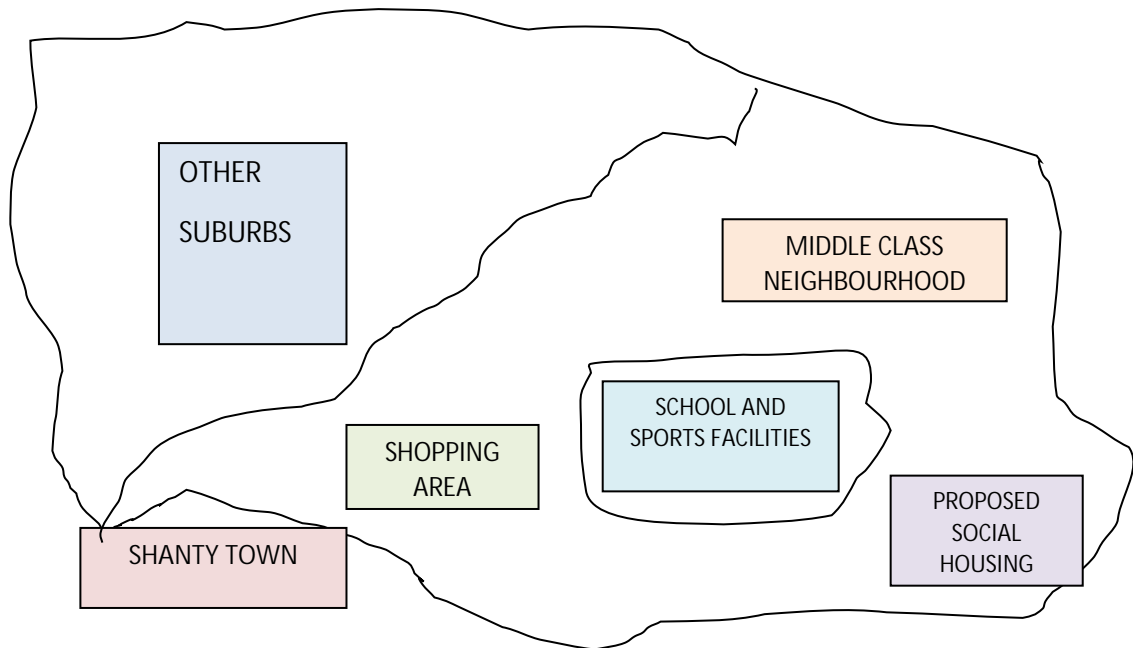 OTHER
SUBURBS
MIDDLE CLASS
NEIGHBOURHOOD
SCHOOL AND
SPORTS FACILITIES
SHOPPING
AREA
PROPOSED
SOCIAL
HOUSING
SHANTY TOWN